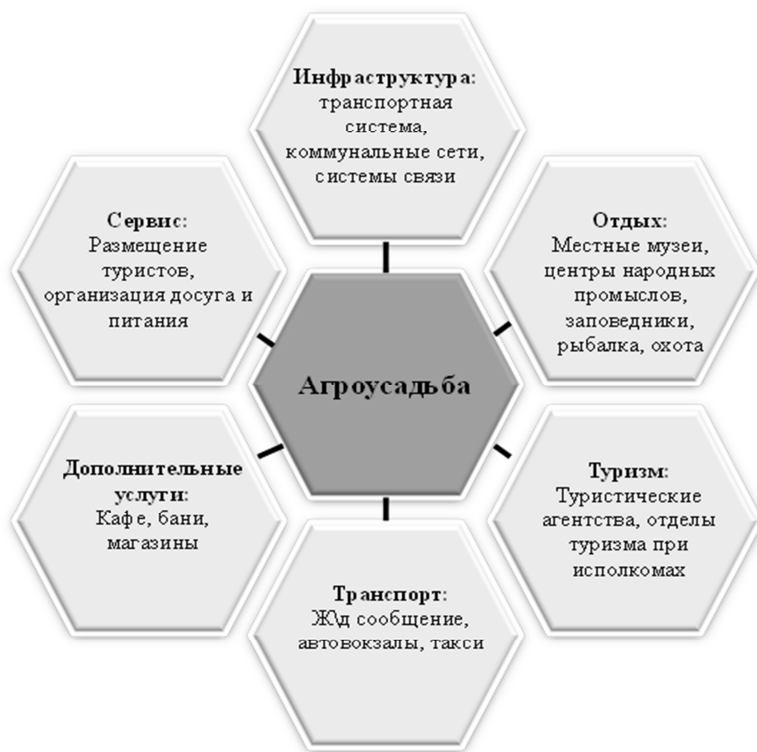 Инфраструктура:
транспортная
система,
коммунальные сети,
системы связи
Сервис:
Размещение
туристов,
организация досуга и
питания
Отдых:
Местные музеи,
центры народных
промыслов,
заповедники,
рыбалка, охота
Агроусадьба
Дополнительные
услуги:
Кафе, бани,
магазины
Туризм:
Туристические
агентства, отделы
туризма при
исполкомах
Транспорт:
Ж\д сообщение,
автовокзалы, такси